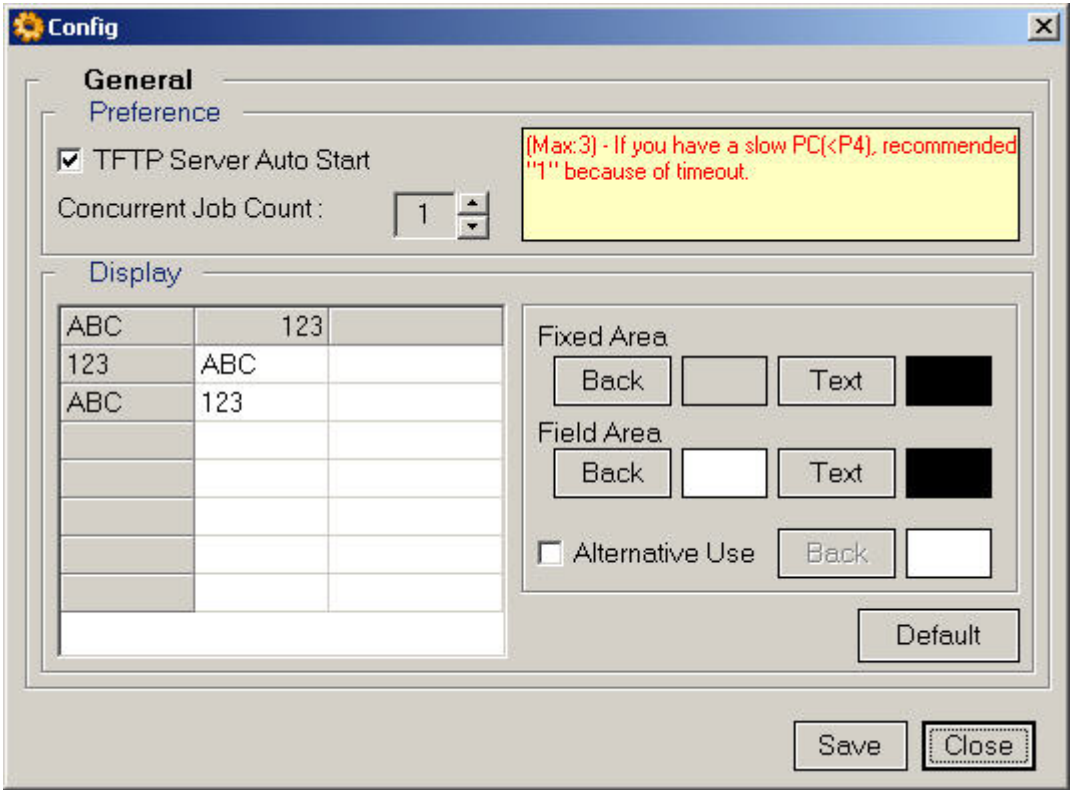 Config
General
Preference
TFTP Server Auto Start
Concurrent Job Count :
1
(Max:3) - If you have a slow PC(<P4), recommended
"1" because of timeout.
Display
ABC 123
123 ABC
ABC 123
Fixed Area
Back Text
Field Area
Back Text
Alternative Use Back
Default
Save Close